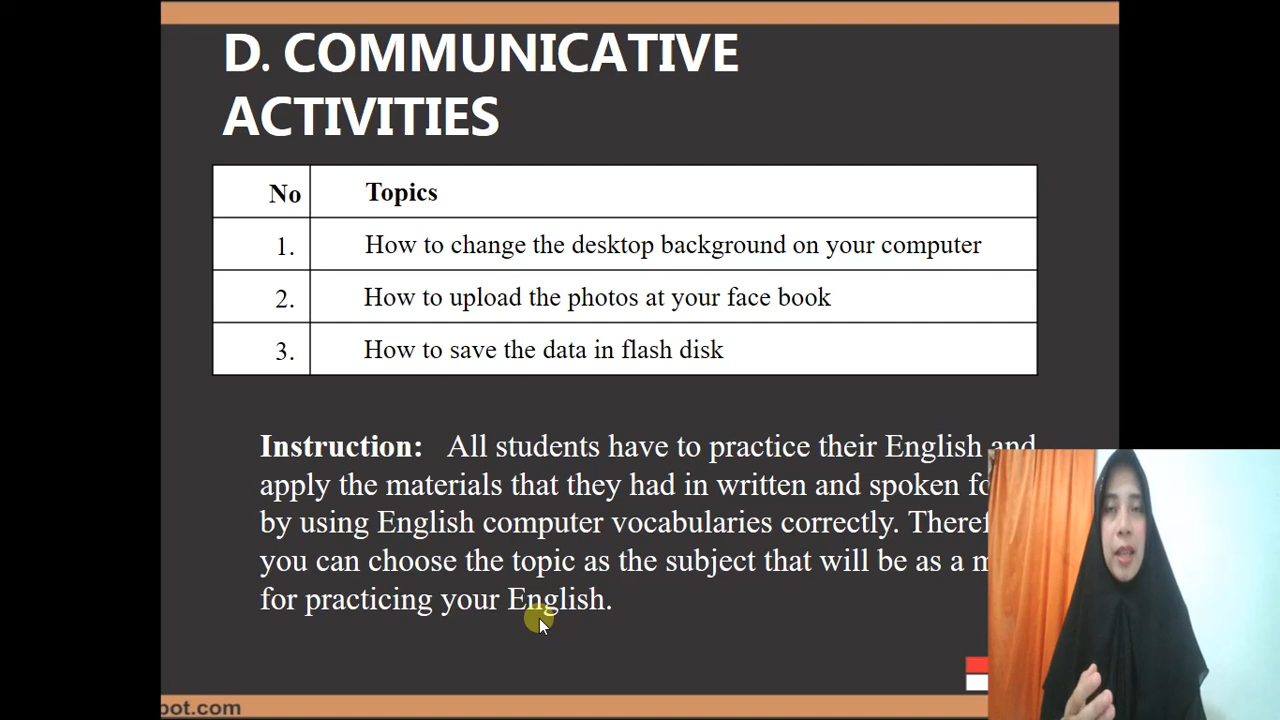 D. COMMUNICATIVE
ACTIVITIES
No Topics
1. How to change the desktop background on your computer
2. How to upload the photos at your face book
3. How to save the data in flash disk
Instruction: All students have to practice their English and
apply the materials that they had in written and spoken
by using English computer vocabularies correctly.
you can choose the topic as the subject that will be as a
for practicing your English.